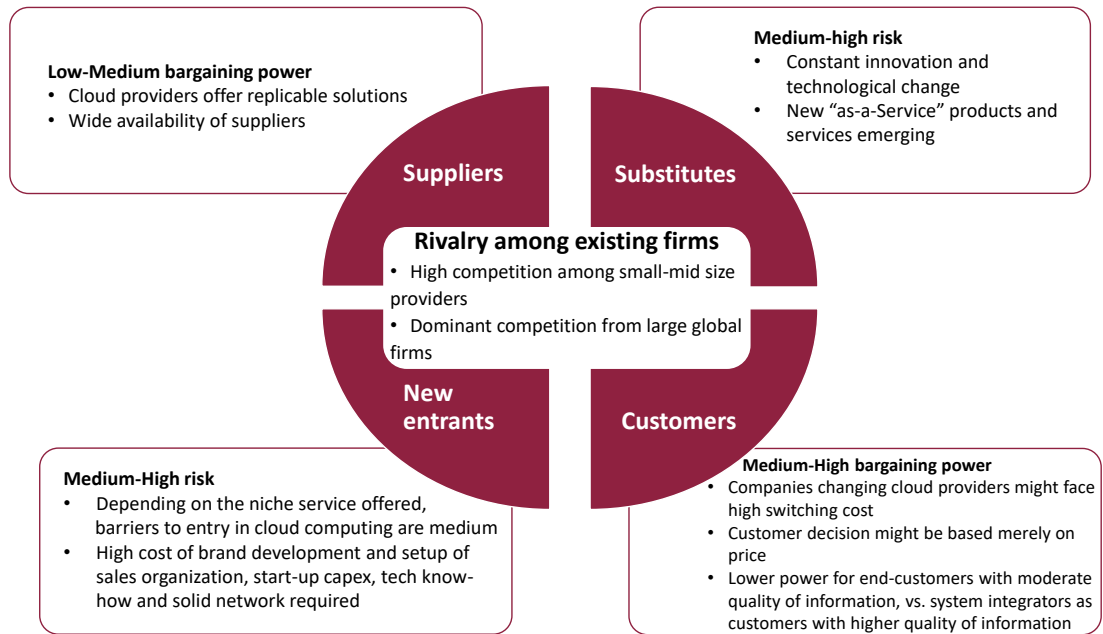 Low-Medium bargaining power
• Cloud providers offer replicable solutions
• Wide availability of suppliers
Medium-high risk
• Constant innovation and
technological change
• New “as-a-Service” products and
services emerging
Suppliers
Substitutes
Rivalry among existing firms
• High competition among small-mid size
providers
• Dominant competition from large global
firms
New
entrants
Customers
Medium-High risk
• Depending on the niche service offered,
barriers to entry in cloud computing are medium
• High cost of brand development and setup of
sales organization, start-up capex, tech know-
how and solid network required
Medium-High bargaining power
• Companies changing cloud providers might face
high switching cost
• Customer decision might be based merely on
price
• Lower power for end-customers with moderate
quality of information, vs. system integrators as
customers with higher quality of information